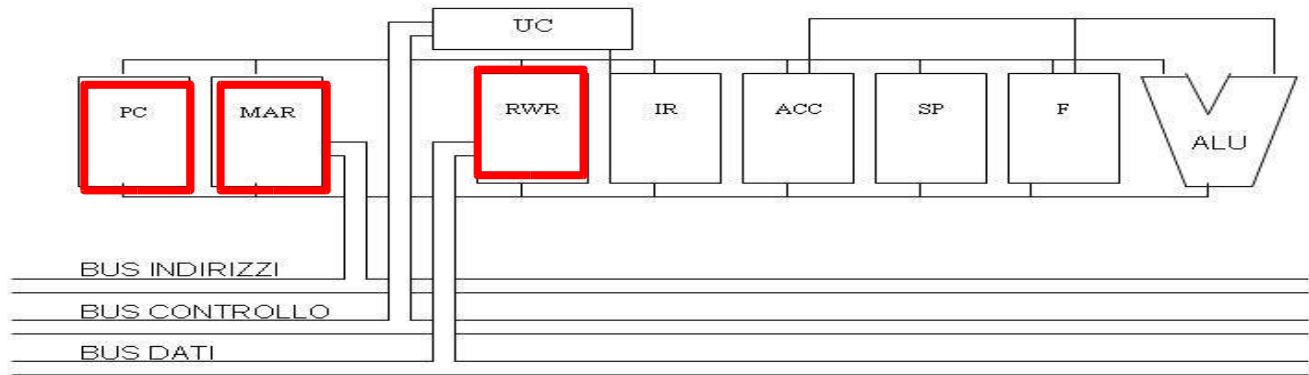 UC
PC
MAR
RWR
IR
ACC
SP
F
ALU
BUS INDIRIZZI
BUS CONTROLLO
BUS DATI